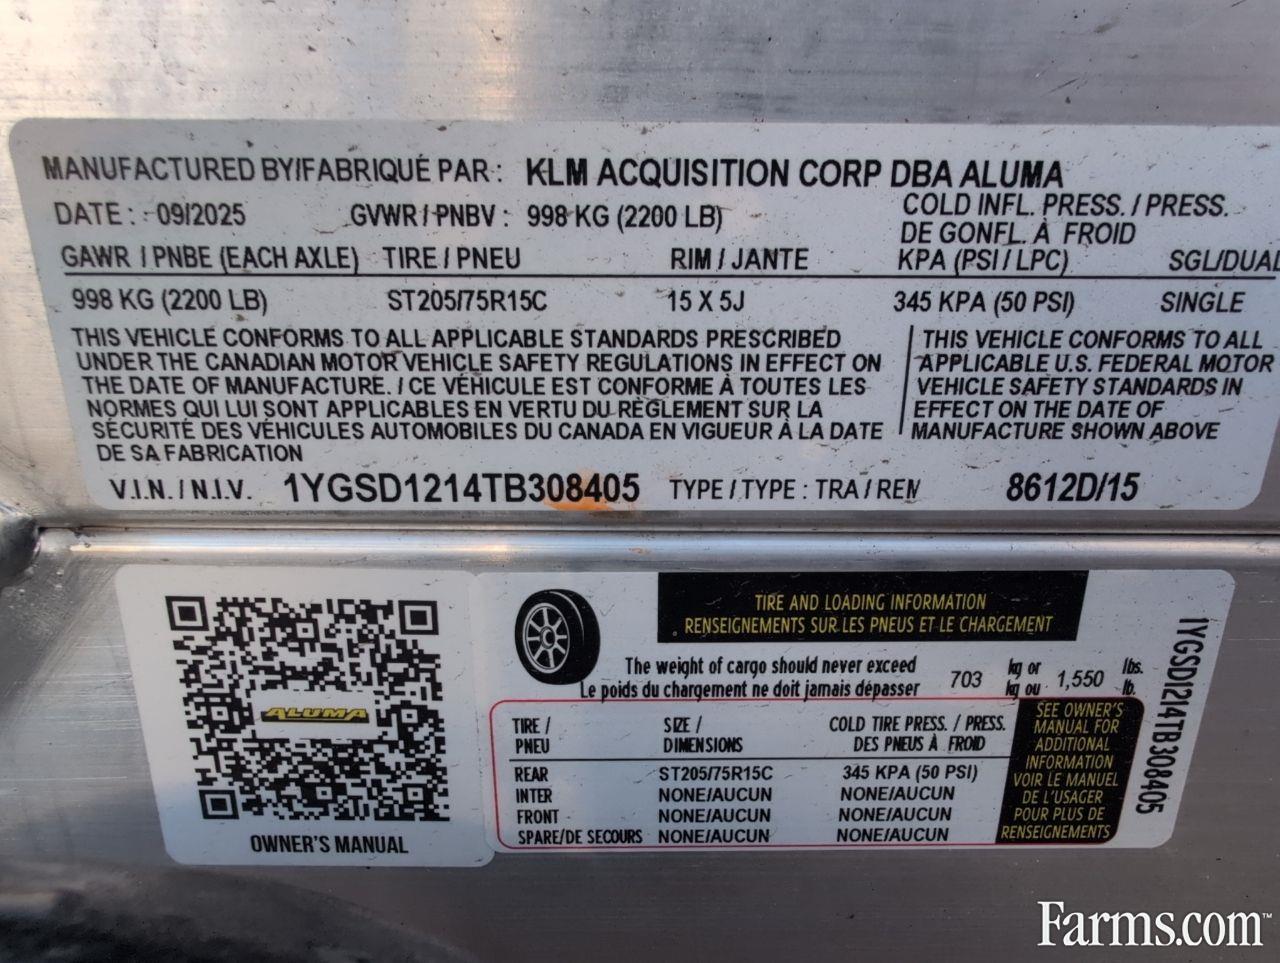 MANUFACTURED BY/FABRIQUÉ PAR : KLM ACQUISITION CORP DBA ALUMA
DATE : 09/2025 GVWR / PNBV : 998 KG (2200 LB) COLD INFL. PRESS. / PRESS.
DE GONFL. À FROID
GAWR / PNBE (EACH AXLE) TIRE / PNEU RIM / JANTE KPA (PSI / LPC) SGL/DUAL
998 KG (2200 LB) ST205/75R15C 15 X 5J 345 KPA (50 PSI) SINGLE
THIS VEHICLE CONFORMS TO ALL APPLICABLE STANDARDS PRESCRIBED
UNDER THE CANADIAN MOTOR VEHICLE SAFETY REGULATIONS IN EFFECT ON
THE DATE OF MANUFACTURE. / CE VÉHICULE EST CONFORME À TOUTES LES
NORMES QUI LUI SONT APPLICABLES EN VERTU DU RÈGLEMENT SUR LA
SÉCURITÉ DES VÉHICULES AUTOMOBILES DU CANADA EN VIGUEUR À LA DATE
DE SA FABRICATION
THIS VEHICLE CONFORMS TO ALL
APPLICABLE U.S. FEDERAL MOTOR
VEHICLE SAFETY STANDARDS IN
EFFECT ON THE DATE OF
MANUFACTURE SHOWN ABOVE
V.I.N. / N.I.V. 1YGSD1214TB308405 TYPE / TYPE : TRA / REM 8612D/15
ALUMA
OWNER'S MANUAL
TIRE AND LOADING INFORMATION
RENSEIGNEMENTS SUR LES PNEUS ET LE CHARGEMENT
The weight of cargo should never exceed 703 kg or 1,550 lbs.
Le poids du chargement ne doit jamais dépasser kg ou lb.
TIRE / SIZE / COLD TIRE PRESS. / PRESS.
PNEU DIMENSIONS DES PNEUS À FROID
REAR ST205/75R15C 345 KPA (50 PSI)
INTER NONE/AUCUN NONE/AUCUN
FRONT NONE/AUCUN NONE/AUCUN
SPARE/DE SECOURS NONE/AUCUN NONE/AUCUN
SEE OWNER'S
MANUAL FOR
ADDITIONAL
INFORMATION
VOIR LE MANUEL
DE L'USAGER
POUR PLUS DE
RENSEIGNEMENTS
1YGSD1214TB308405
Farms.com™